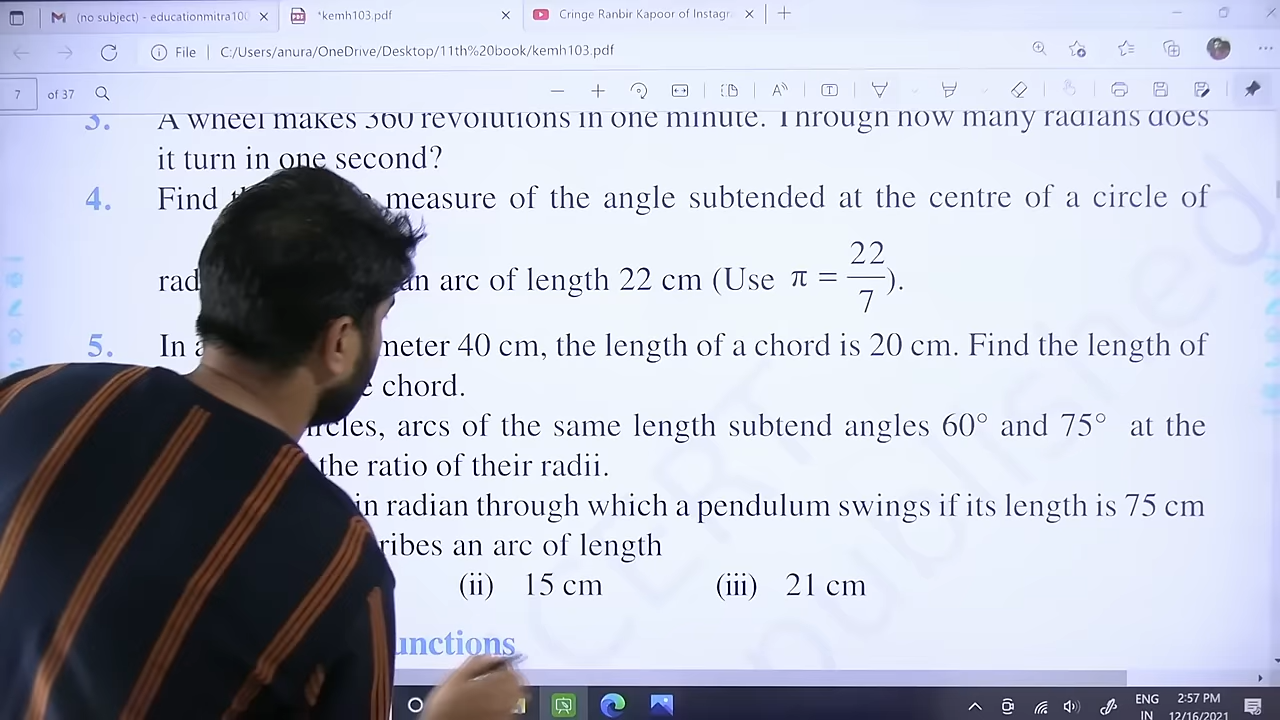 (no subject) - educationmitra100
*kemh103.pdf
Cringe Ranbir Kapoor of Instagr
File C:/Users/anura/OneDrive/Desktop/11th%20book/kemh103.pdf
7 of 37
3. A wheel makes 360 revolutions in one minute. Through how many radians does
it turn in one second?
4. Find measure of the angle subtended at the centre of a circle of
rad an arc of length 22 cm (Use π = 22/7).
5. In a meter 40 cm, the length of a chord is 20 cm. Find the length of
chord.
rcles, arcs of the same length subtend angles 60° and 75° at the
the ratio of their radii.
in radian through which a pendulum swings if its length is 75 cm
ribes an arc of length
(ii) 15 cm (iii) 21 cm
unctions
CERT
published
ENG
IN
2:57 PM
12/16/2021